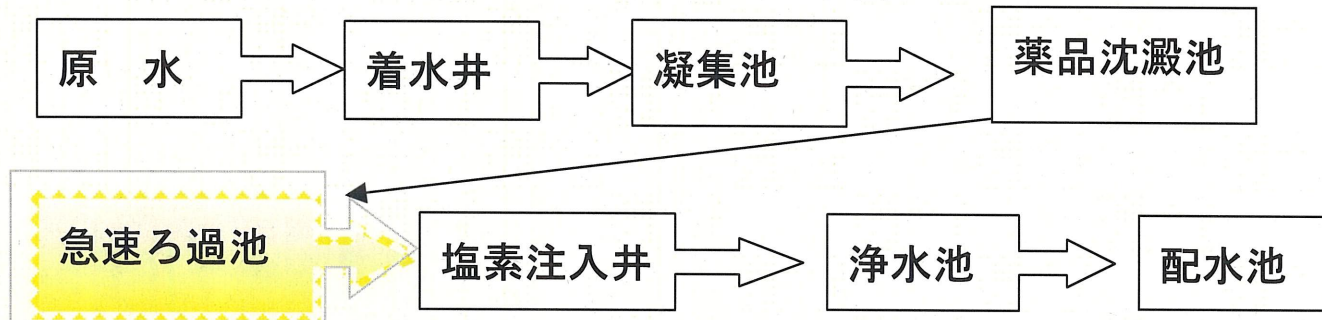 原　水
着水井
凝集池
薬品沈澱池
急速ろ過池
塩素注入井
浄水池
配水池